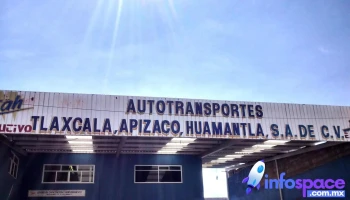 AUTOTRANSPORTES
TLAXCALA, APIZACO, HUAMANTLA, S.A. DE C.V.
infospace
.com.mx